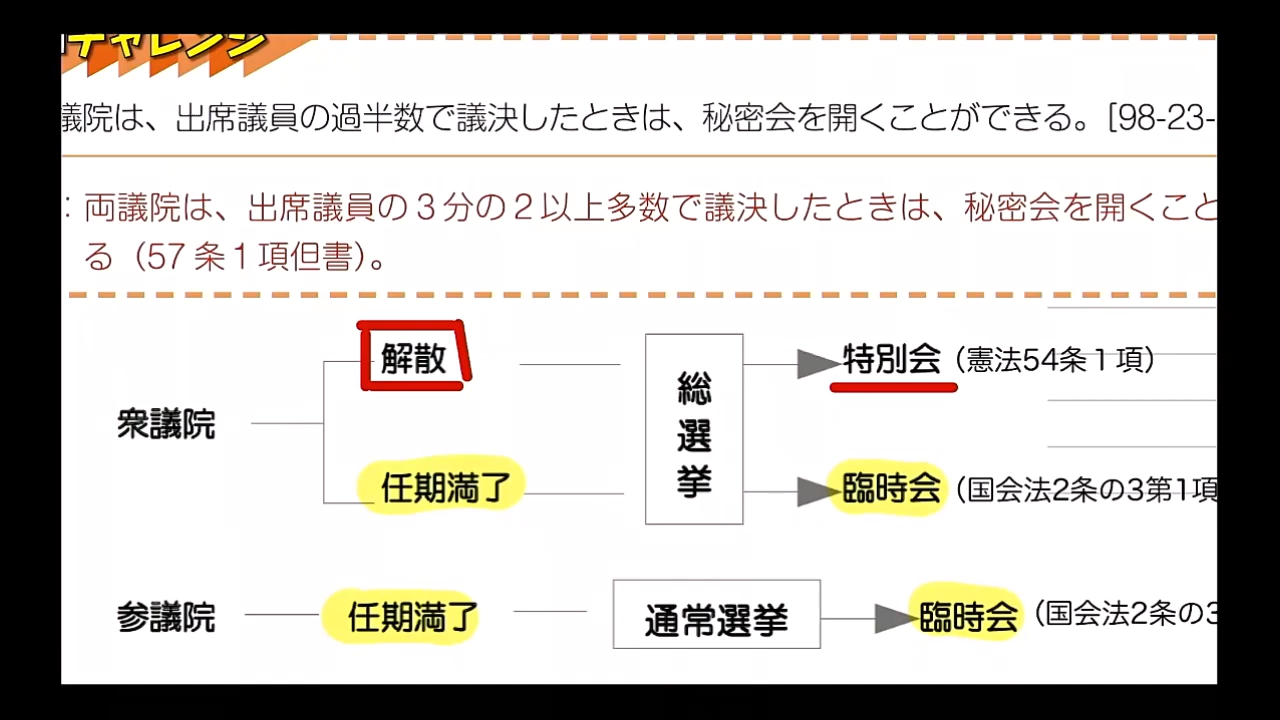 チャレンジ
議院は、出席議員の過半数で議決したときは、秘密会を開くことができる。[98-23-
：両議院は、出席議員の３分の２以上多数で議決したときは、秘密会を開くこと
る（57 条１項但書）。
解散
特別会（憲法54条１項）
総選挙
衆議院
任期満了
臨時会（国会法2条の3第1項
参議院
任期満了
通常選挙
臨時会（国会法2条の3